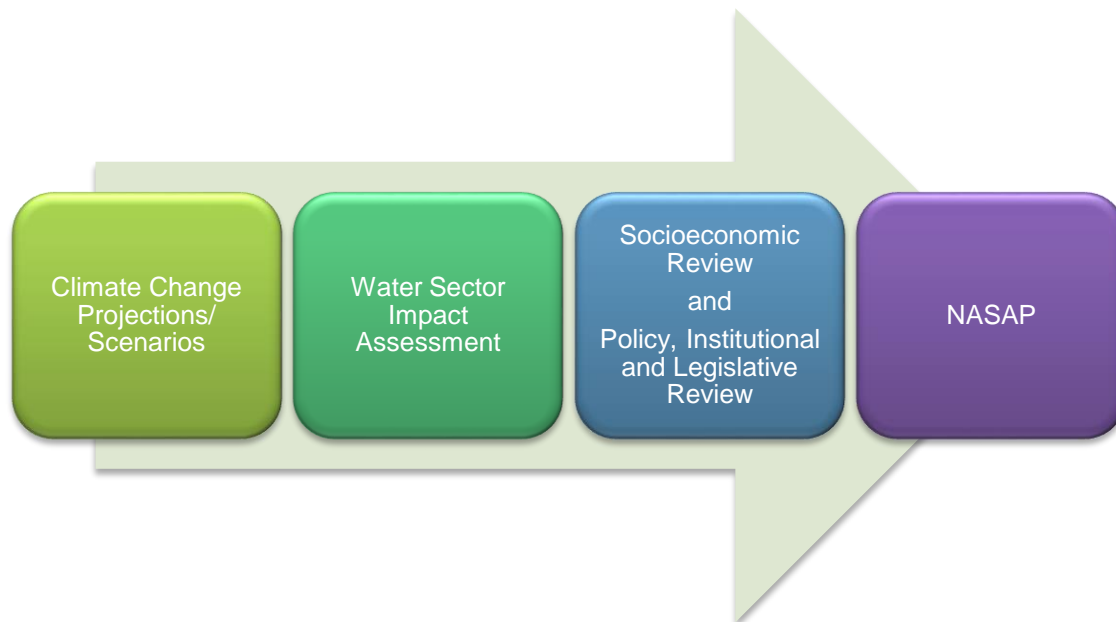 Climate Change
Projections/
Scenarios
Water Sector
Impact
Assessment
Socioeconomic
Review
and
Policy, Institutional
and Legislative
Review
NASAP